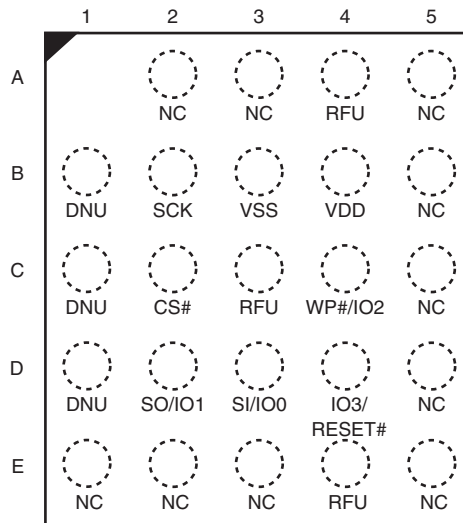 1 2 3 4 5
A
NC NC RFU NC
B
DNU SCK VSS VDD NC
C
DNU CS# RFU WP#/IO2 NC
D
DNU SO/IO1 SI/IO0 IO3/ NC
RESET#
E
NC NC NC RFU NC